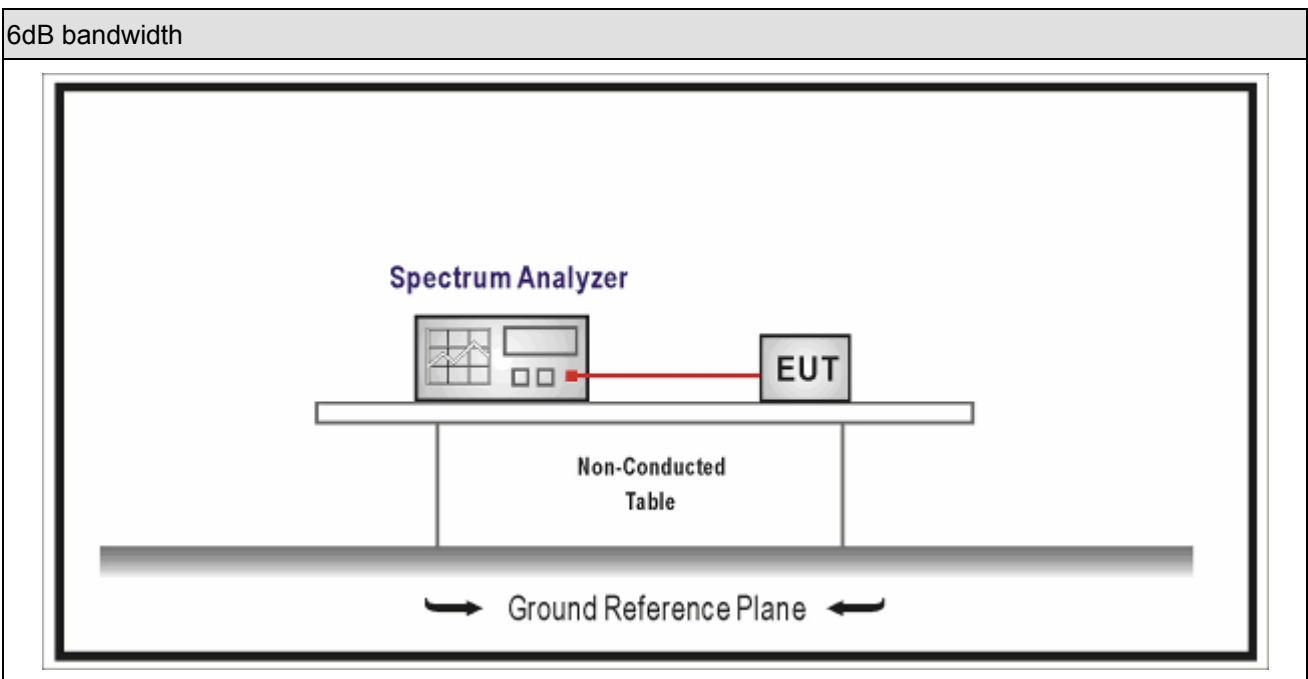 6dB bandwidth
Spectrum Analyzer
EUT
Non-Conducted
Table
Ground Reference Plane